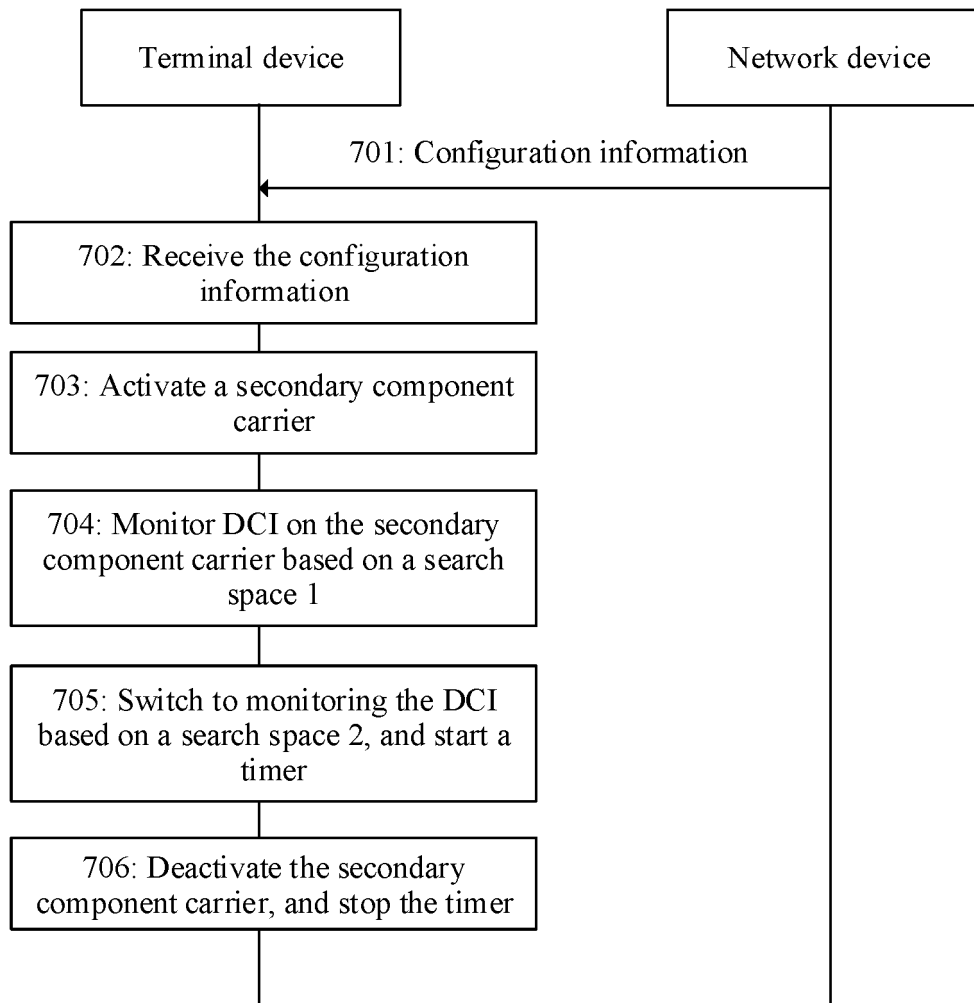 Terminal device
Network device
701: Configuration information
702: Receive the configuration
information
703: Activate a secondary component
carrier
704: Monitor DCI on the secondary
component carrier based on a search
space 1
705: Switch to monitoring the DCI
based on a search space 2, and start a
timer
706: Deactivate the secondary
component carrier, and stop the timer